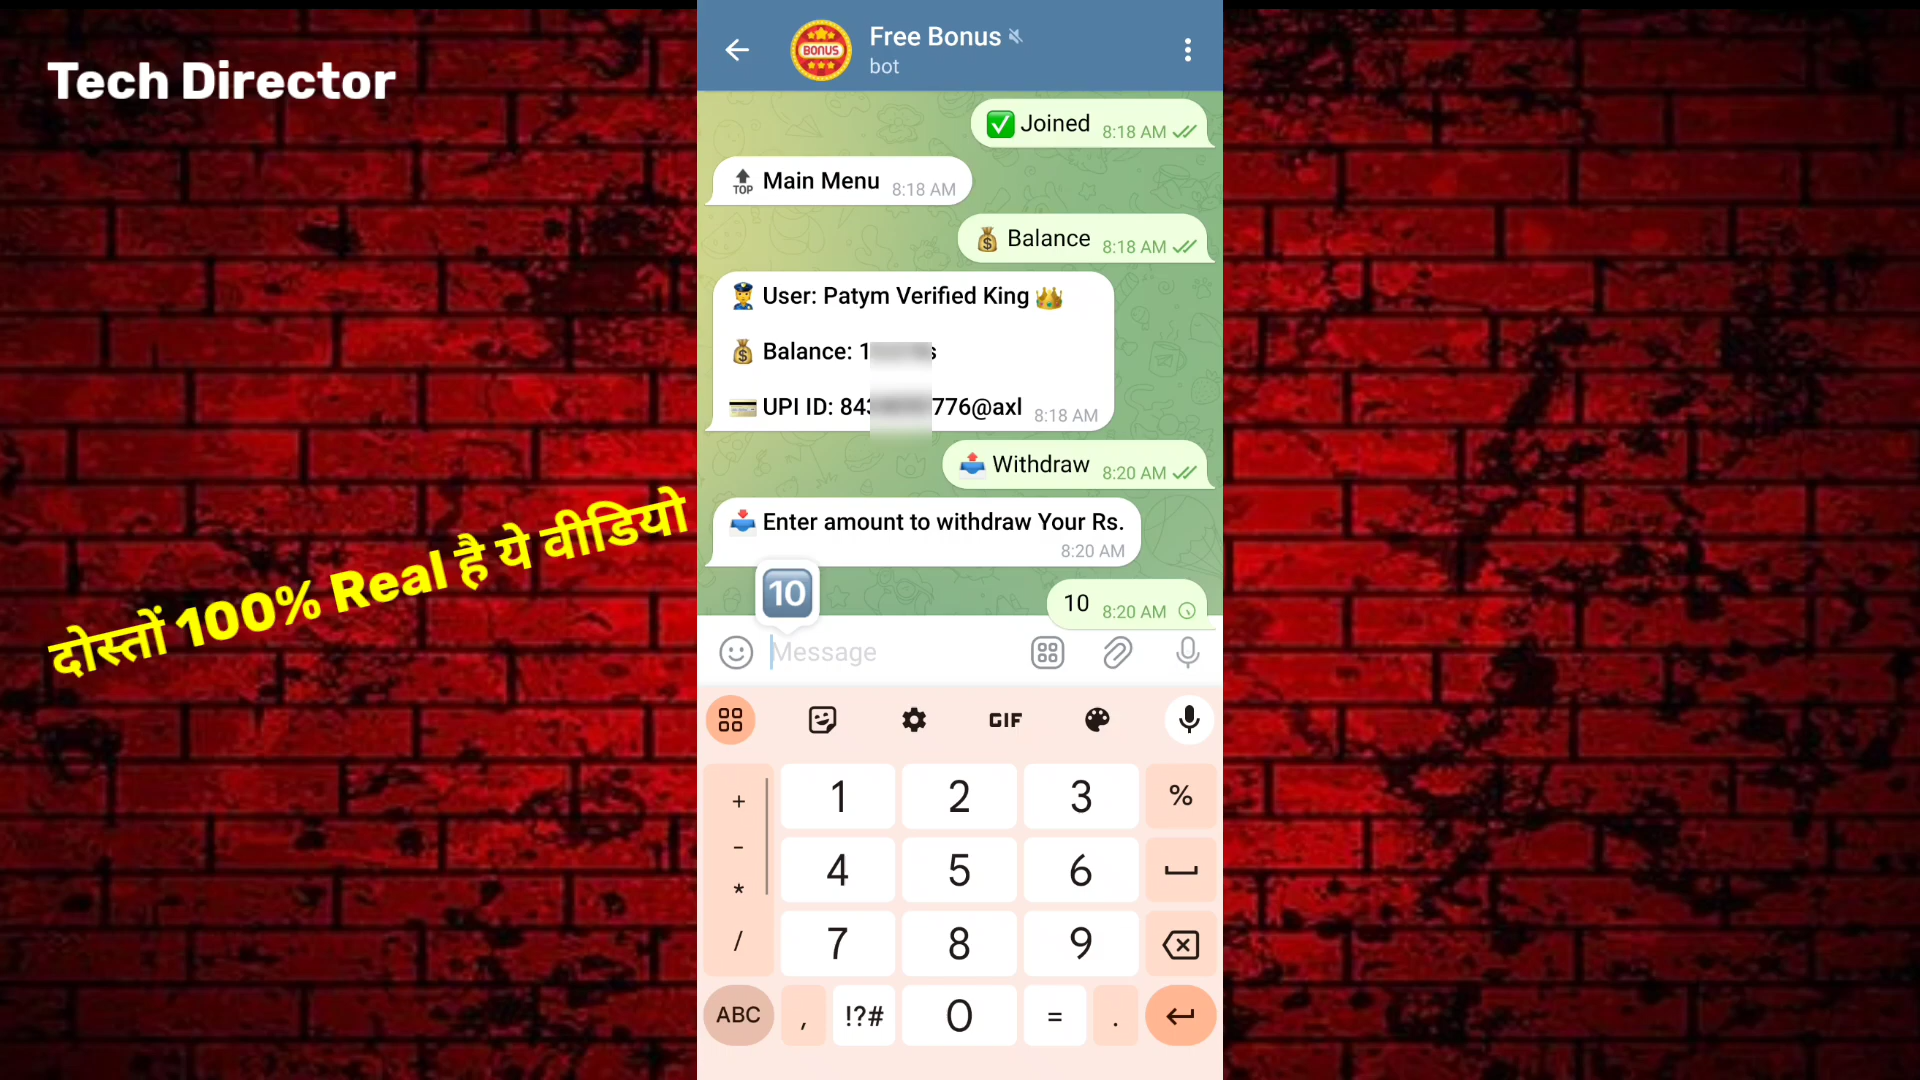 Tech Director
दोस्तों 100% Real है ये वीडियो
Free Bonus
bot
BONUS
✅ Joined 8:18 AM
TOP Main Menu 8:18 AM
💰 Balance 8:18 AM
User: Patym Verified King 👑
💰 Balance: 1
UPI ID: 84 776@axl 8:18 AM
📤 Withdraw 8:20 AM
📥 Enter amount to withdraw Your Rs.
8:20 AM
🔟
10 8:20 AM
Message
GIF
+ 1 2 3 %
- 4 5 6
*
/ 7 8 9
ABC , !?# 0 = .